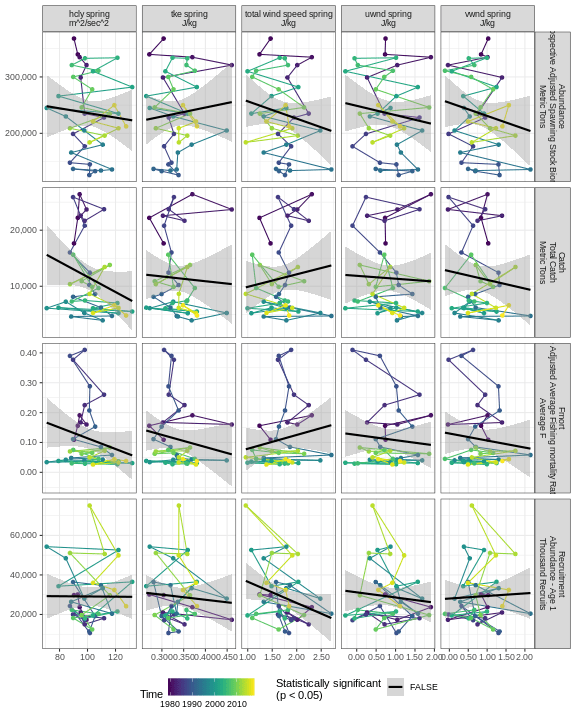 hcly spring
m^2/sec^2
tke spring
J/kg
total wind speed spring
J/kg
uwnd spring
J/kg
vwnd spring
J/kg
300,000
200,000
Abundance
Adjusted Spawning Stock
Metric Tons
20,000
10,000
Catch
Total Catch
Metric Tons
0.40
0.30
0.20
0.10
0.00
Fmort
Adjusted Average Fishing mortality
Average F
60,000
40,000
20,000
Recruitment
Abundance - Age 1
Thousand Recruits
80 100 120
0.300 0.350 0.400 0.450
1.00 1.50 2.00 2.50
0.00 0.50 1.00 1.50 2.00
0.00 0.50 1.00 1.50 2.00
Time
1980 1990 2000 2010
Statistically significant
(p < 0.05)
FALSE